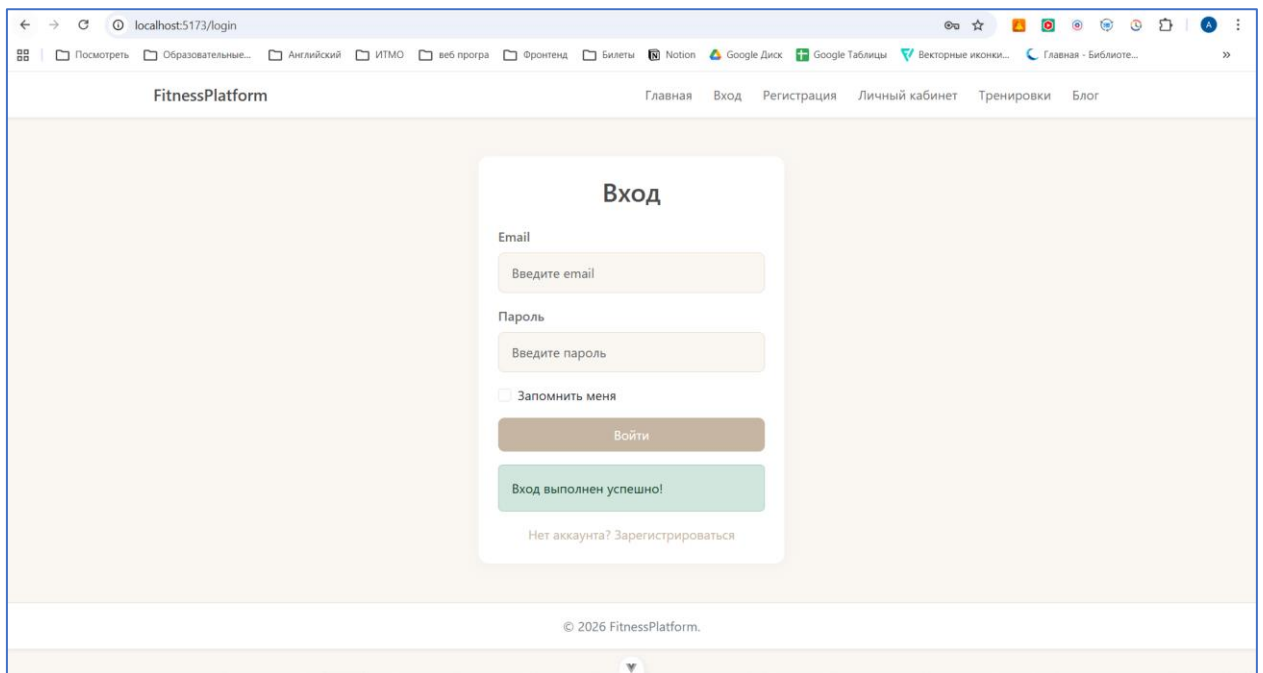 localhost:5173/login
Посмотреть Образовательные... Английский ИТМО веб програ Фронтенд Билеты Notion Google Диск Google Таблицы Векторные иконки... Главная - Библиоте... »
FitnessPlatform Главная Вход Регистрация Личный кабинет Тренировки Блог
Вход
Email
Введите email
Пароль
Введите пароль
Запомнить меня
Войти
Вход выполнен успешно!
Нет аккаунта? Зарегистрироваться
© 2026 FitnessPlatform.